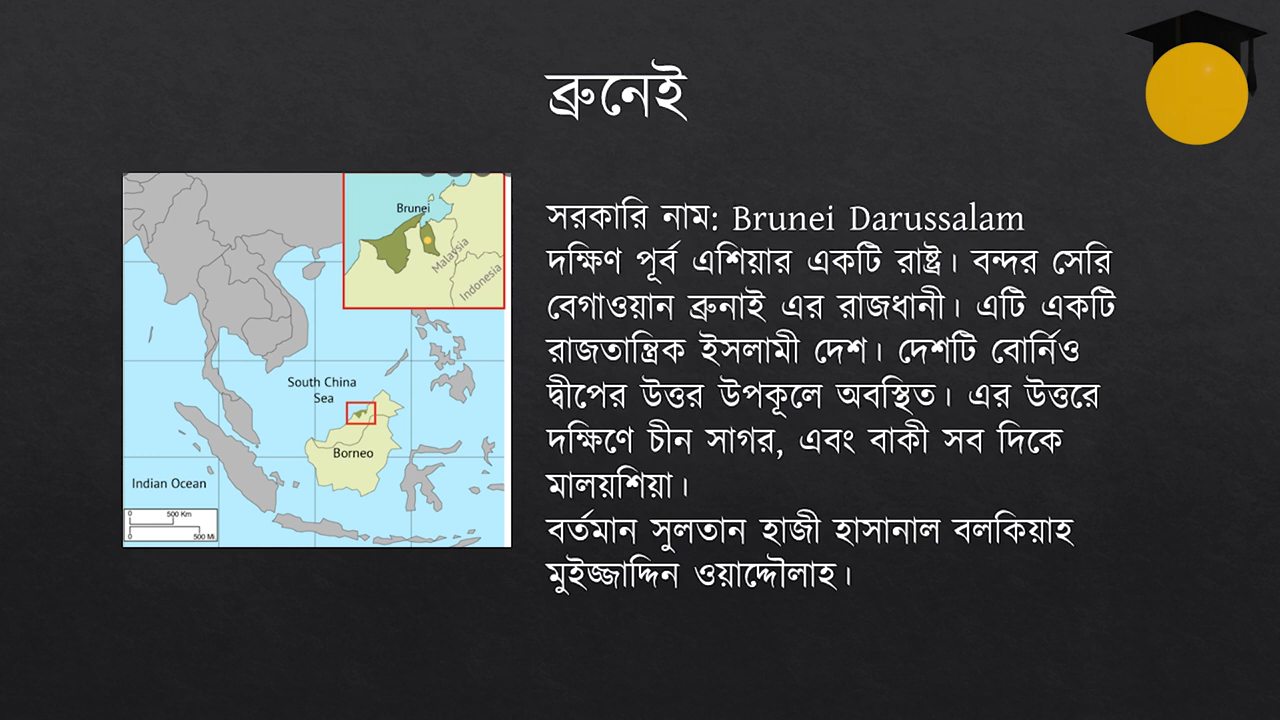 ব্রুনেই
সরকারি নাম: Brunei Darussalam
দক্ষিণ পূর্ব এশিয়ার একটি রাষ্ট্র। বন্দর সেরি
বেগাওয়ান ব্রুনাই এর রাজধানী। এটি একটি
রাজতান্ত্রিক ইসলামী দেশ। দেশটি বোর্নিও
দ্বীপের উত্তর উপকূলে অবস্থিত। এর উত্তরে
দক্ষিণে চীন সাগর, এবং বাকী সব দিকে
মালয়শিয়া।
বর্তমান সুলতান হাজী হাসানাল বলকিয়াহ
মুইজ্জাদ্দিন ওয়াদ্দৌলাহ।
Brunei
Malaysia
Indonesia
South China
Sea
Borneo
Indian Ocean
0 500 Km
0 500 Mi